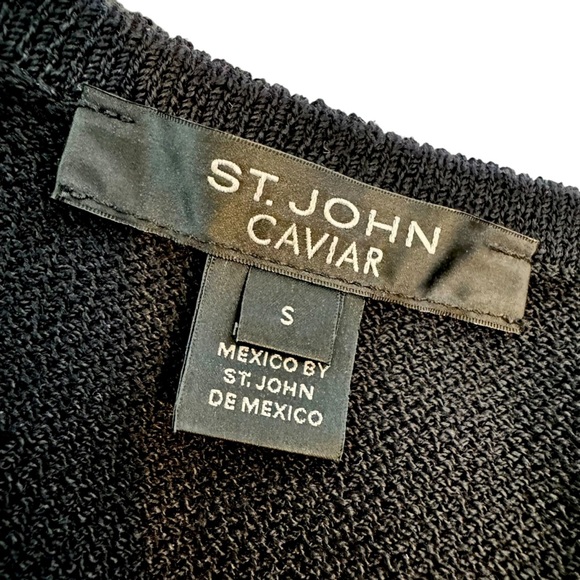 ST. JOHN
CAVIAR
S
MEXICO BY
ST. JOHN
DE MEXICO